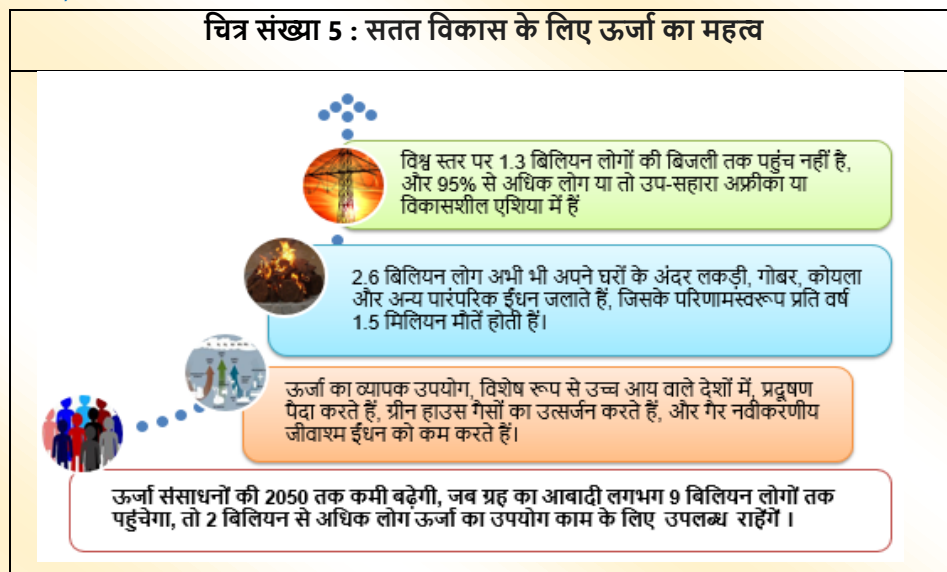 चित्र संख्या 5 : सतत विकास के लिए ऊर्जा का महत्व
विश्व स्तर पर 1.3 बिलियन लोगों की बिजली तक पहुंच नहीं है,
और 95% से अधिक लोग या तो उप-सहारा अफ्रीका या
विकासशील एशिया में हैं
2.6 बिलियन लोग अभी भी अपने घरों के अंदर लकड़ी, गोबर, कोयला
और अन्य पारंपरिक ईंधन जलाते हैं, जिसके परिणामस्वरूप प्रति वर्ष
1.5 मिलियन मौतें होती हैं।
ऊर्जा का व्यापक उपयोग, विशेष रूप से उच्च आय वाले देशों में, प्रदूषण
पैदा करते हैं, ग्रीन हाउस गैसों का उत्सर्जन करते हैं, और गैर नवीकरणीय
जीवाश्म ईंधन को कम करते हैं।
ऊर्जा संसाधनों की 2050 तक कमी बढ़ेगी, जब ग्रह का आबादी लगभग 9 बिलियन लोगों तक
पहुंचेगा, तो 2 बिलियन से अधिक लोग ऊर्जा का उपयोग काम के लिए उपलब्ध राहेंगें ।